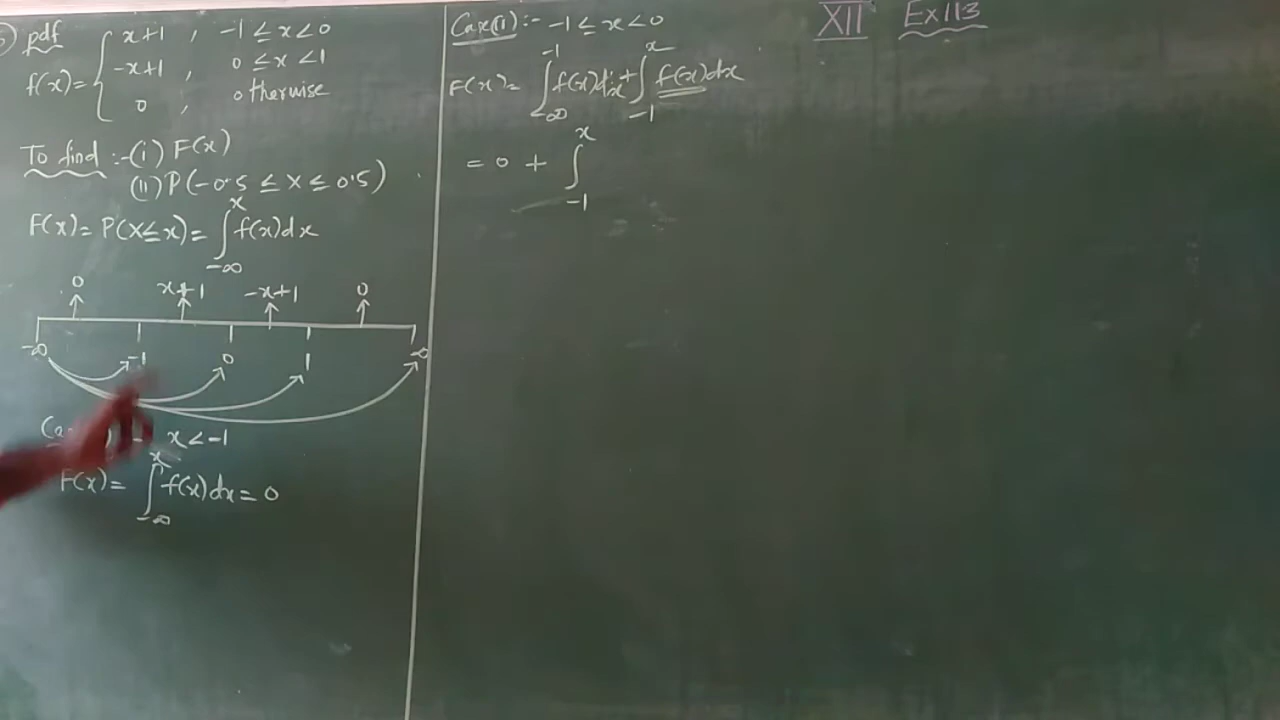 pdf
f(x) = { x+1 , -1 ≤ x < 0
-x+1 , 0 ≤ x < 1
0 , otherwise
To find :- (i) F(x)
(ii) P(-0.5 ≤ X ≤ 0.5)
F(x) = P(X ≤ x) = ∫_{-∞}^{x} f(x)dx
0 x+1 -x+1 0
-∞ -1 0 1 -∞
x < -1
F(x) = ∫_{-∞}^{x} f(x)dx = 0
Case(ii) :- -1 ≤ x < 0
F(x) = ∫_{-∞}^{-1} f(x)dx + ∫_{-1}^{x} f(x)dx
= 0 + ∫_{-1}^{x}
XII Ex 11.3